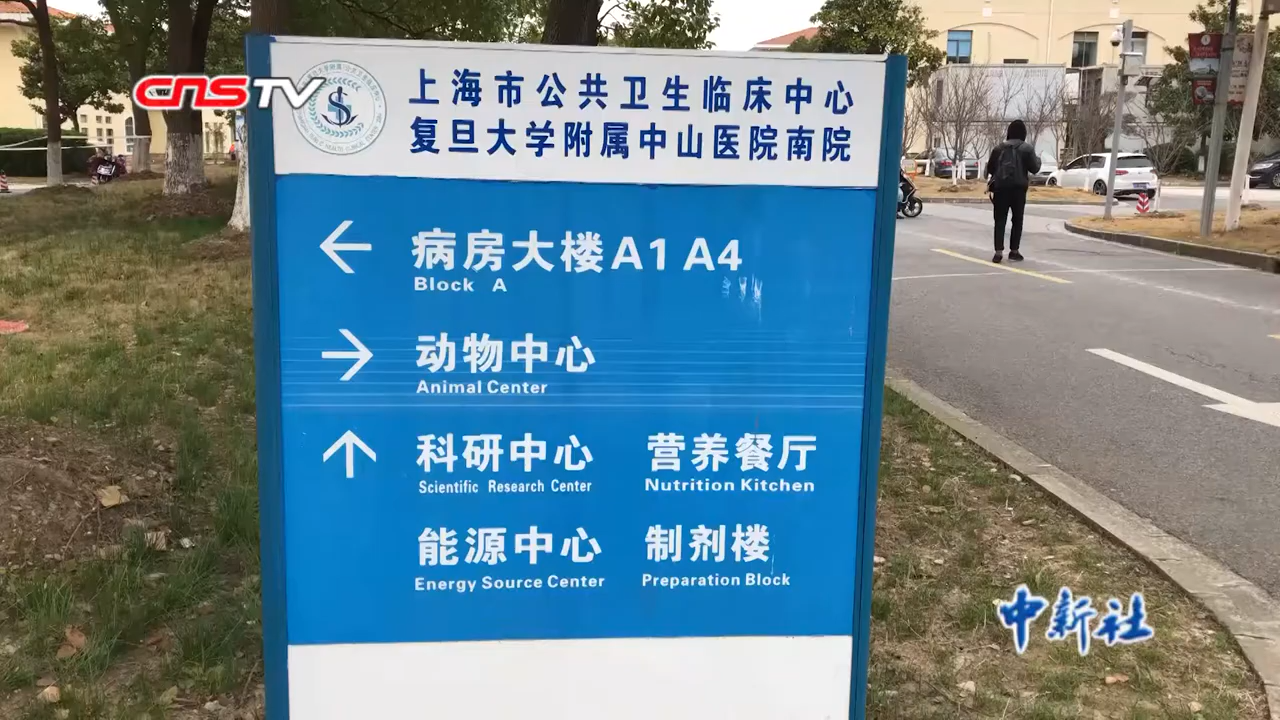 CNSTV
上海市公共卫生临床中心
复旦大学附属中山医院南院
病房大楼A1 A4
Block A
动物中心
Animal Center
科研中心 营养餐厅
Scientific Research Center Nutrition Kitchen
能源中心 制剂楼
Energy Source Center Preparation Block
中新社